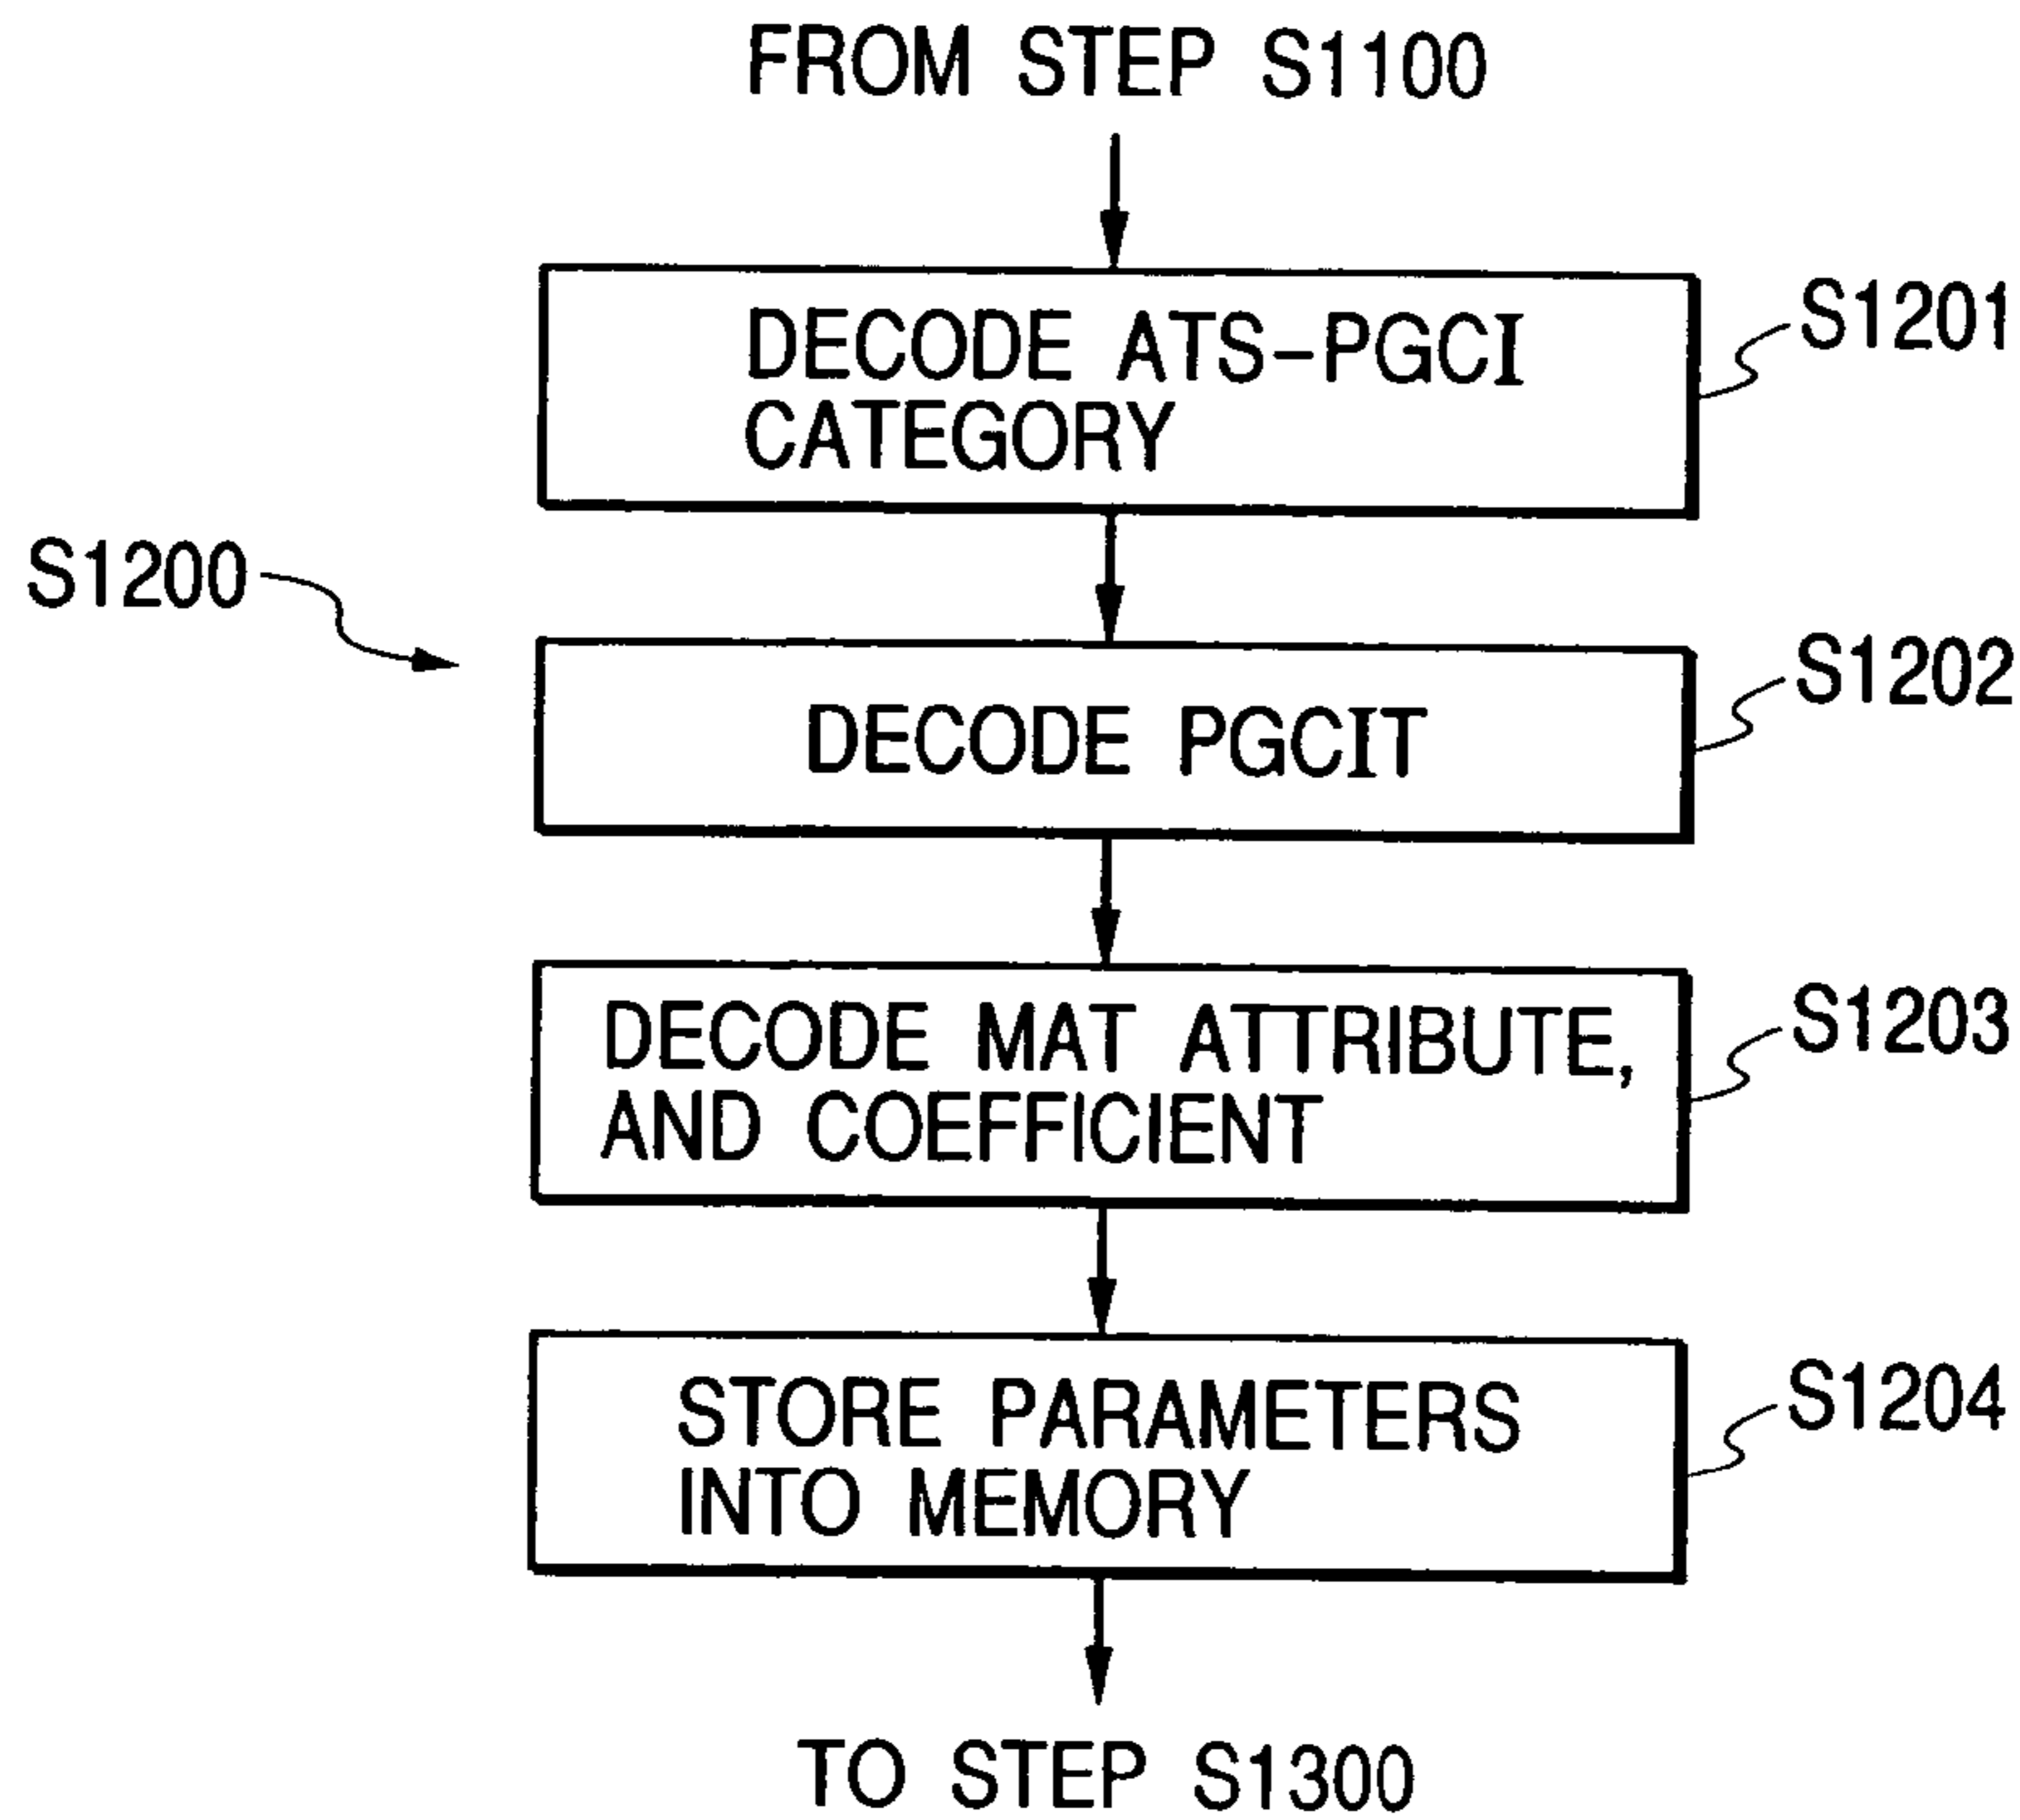 FROM STEP S1100
DECODE ATS-PGCI
CATEGORY
S1201
S1200
DECODE PGCIT
S1202
DECODE MAT ATTRIBUTE,
AND COEFFICIENT
S1203
STORE PARAMETERS
INTO MEMORY
S1204
TO STEP S1300